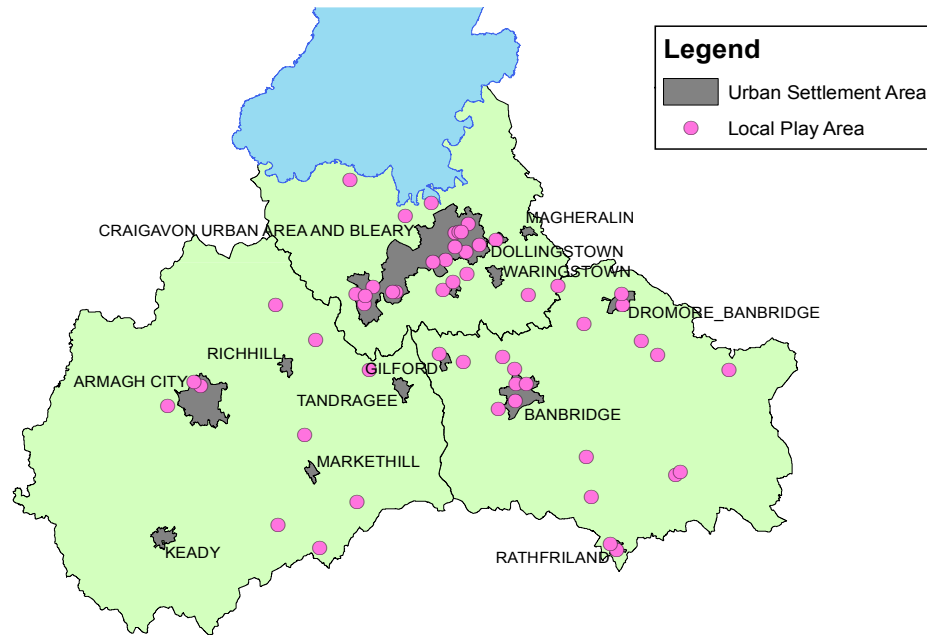 Legend
Urban Settlement Area
Local Play Area
MAGHERALIN
CRAIGAVON URBAN AREA AND BLEARY
DOLLINGSTOWN
WARINGSTOWN
DROMORE_BANBRIDGE
RICHHILL
GILFORD
ARMAGH CITY
TANDRAGEE
BANBRIDGE
MARKETHILL
KEADY
RATHFRILAND